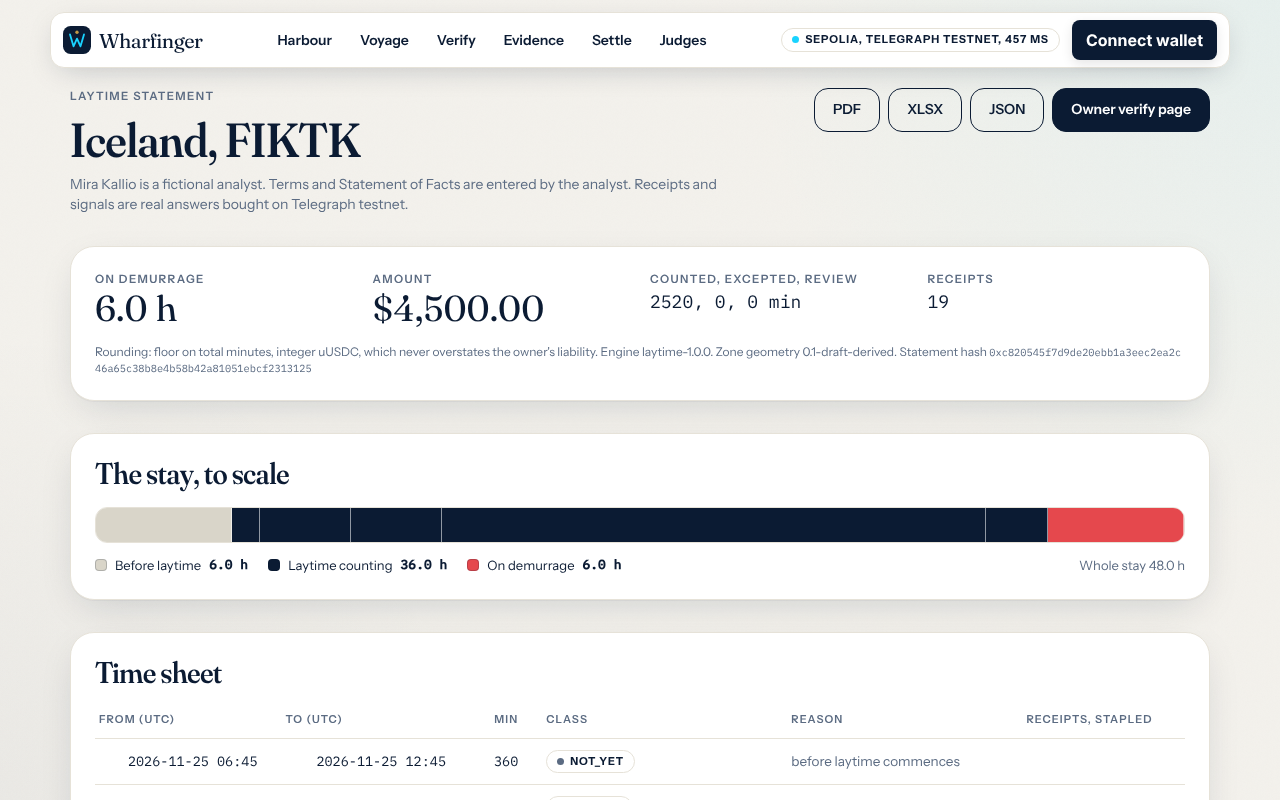 Wharfinger
Harbour Voyage Verify Evidence Settle Judges
SEPOLIA, TELEGRAPH TESTNET, 457 MS
Connect wallet
LAYTIME STATEMENT
PDF XLSX JSON Owner verify page
Iceland, FIKTK
Mira Kallio is a fictional analyst. Terms and Statement of Facts are entered by the analyst. Receipts and
signals are real answers bought on Telegraph testnet.
ON DEMURRAGE AMOUNT COUNTED, EXCEPTED, REVIEW RECEIPTS
6.0 h $4,500.00 2520, 0, 0 min 19
Rounding: floor on total minutes, integer uUSDC, which never overstates the owner's liability. Engine laytime-1.0.0. Zone geometry 0.1-draft-derived. Statement hash 0xc820545f7d9de20ebb1a3eec2ea2c
46a65c38b8e4b58b42a81051ebcf2313125
The stay, to scale
Before laytime 6.0 h Laytime counting 36.0 h On demurrage 6.0 h Whole stay 48.0 h
Time sheet
FROM (UTC) TO (UTC) MIN CLASS REASON RECEIPTS, STAPLED
2026-11-25 06:45 2026-11-25 12:45 360 NOT_YET before laytime commences